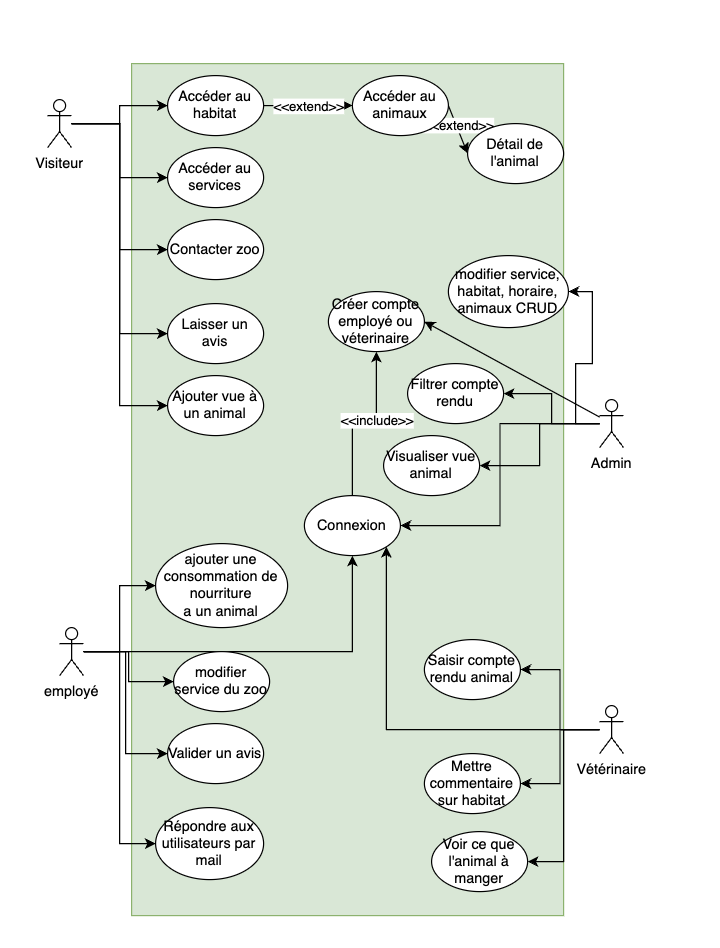 Accéder au
habitat
<<extend>>
Accéder au
animaux
<<extend>>
Détail de
l'animal
Visiteur
Accéder au
services
Contacter zoo
Laisser un
avis
Ajouter vue à
un animal
modifier service,
habitat, horaire,
animaux CRUD
Créer compte
employé ou
véterinaire
Filtrer compte
rendu
<<include>>
Visualiser vue
animal
Admin
Connexion
ajouter une
consommation de
nourriture
a un animal
employé
modifier
service du zoo
Valider un avis
Répondre aux
utilisateurs par
mail
Saisir compte
rendu animal
Vétérinaire
Mettre
commentaire
sur habitat
Voir ce que
l'animal à
manger